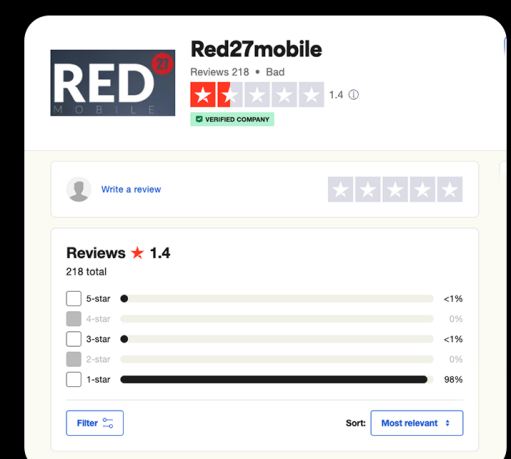 RED
27
MOBILE
Red27mobile
Reviews 218 • Bad
1.4
VERIFIED COMPANY
Write a review
Reviews ★ 1.4
218 total
5-star <1%
4-star 0%
3-star <1%
2-star 0%
1-star 98%
Filter
Sort: Most relevant